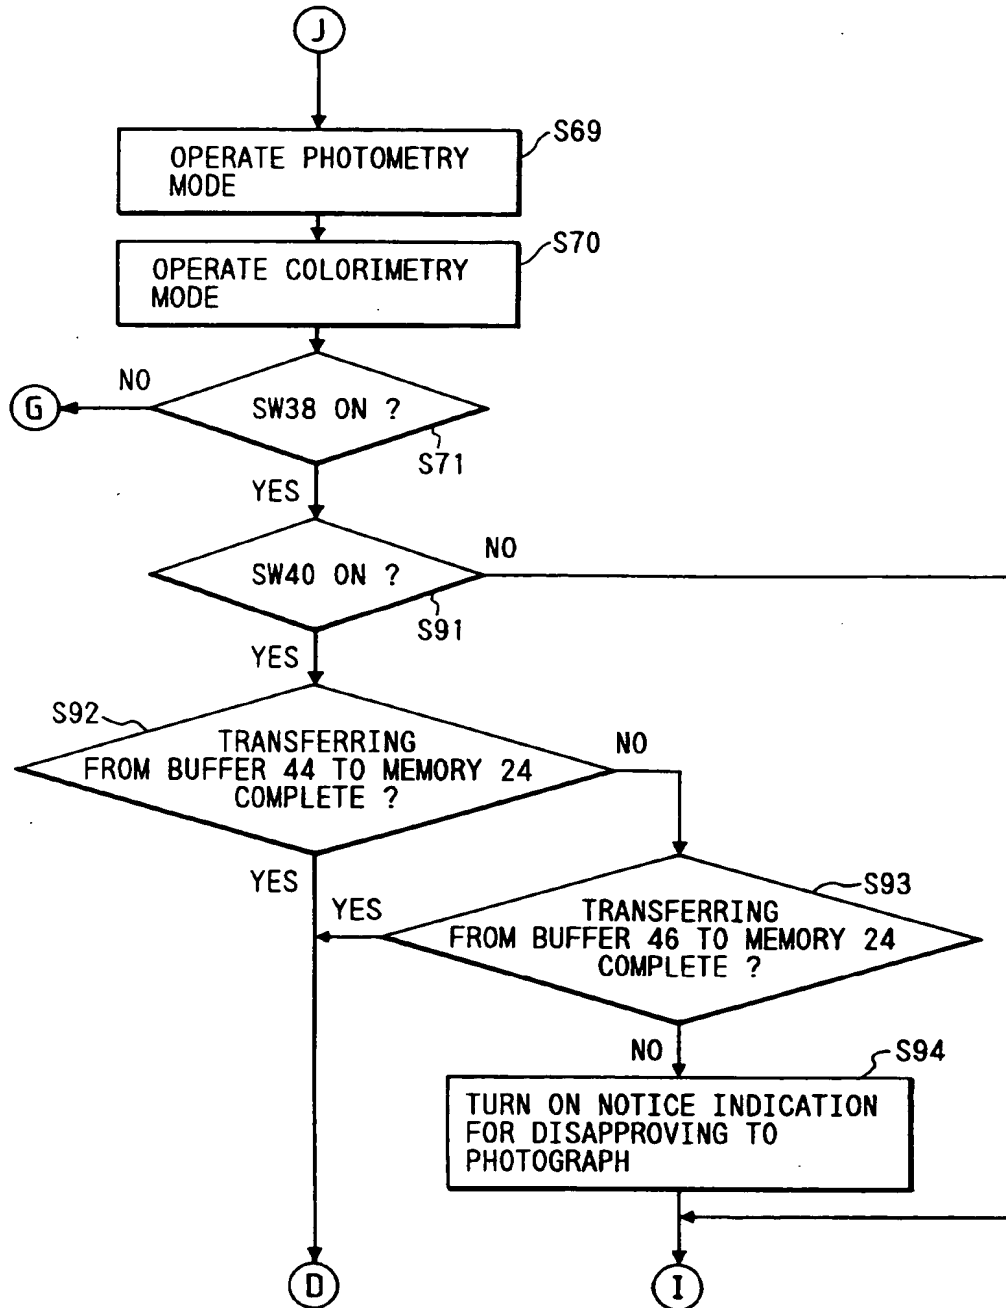 J
S69
OPERATE PHOTOMETRY
MODE
S70
OPERATE COLORIMETRY
MODE
NO
G
SW38 ON ?
S71
YES
NO
SW40 ON ?
S91
YES
S92
TRANSFERRING
FROM BUFFER 44 TO MEMORY 24
COMPLETE ?
NO
YES
S93
YES
TRANSFERRING
FROM BUFFER 46 TO MEMORY 24
COMPLETE ?
NO
S94
TURN ON NOTICE INDICATION
FOR DISAPPROVING TO
PHOTOGRAPH
D
I